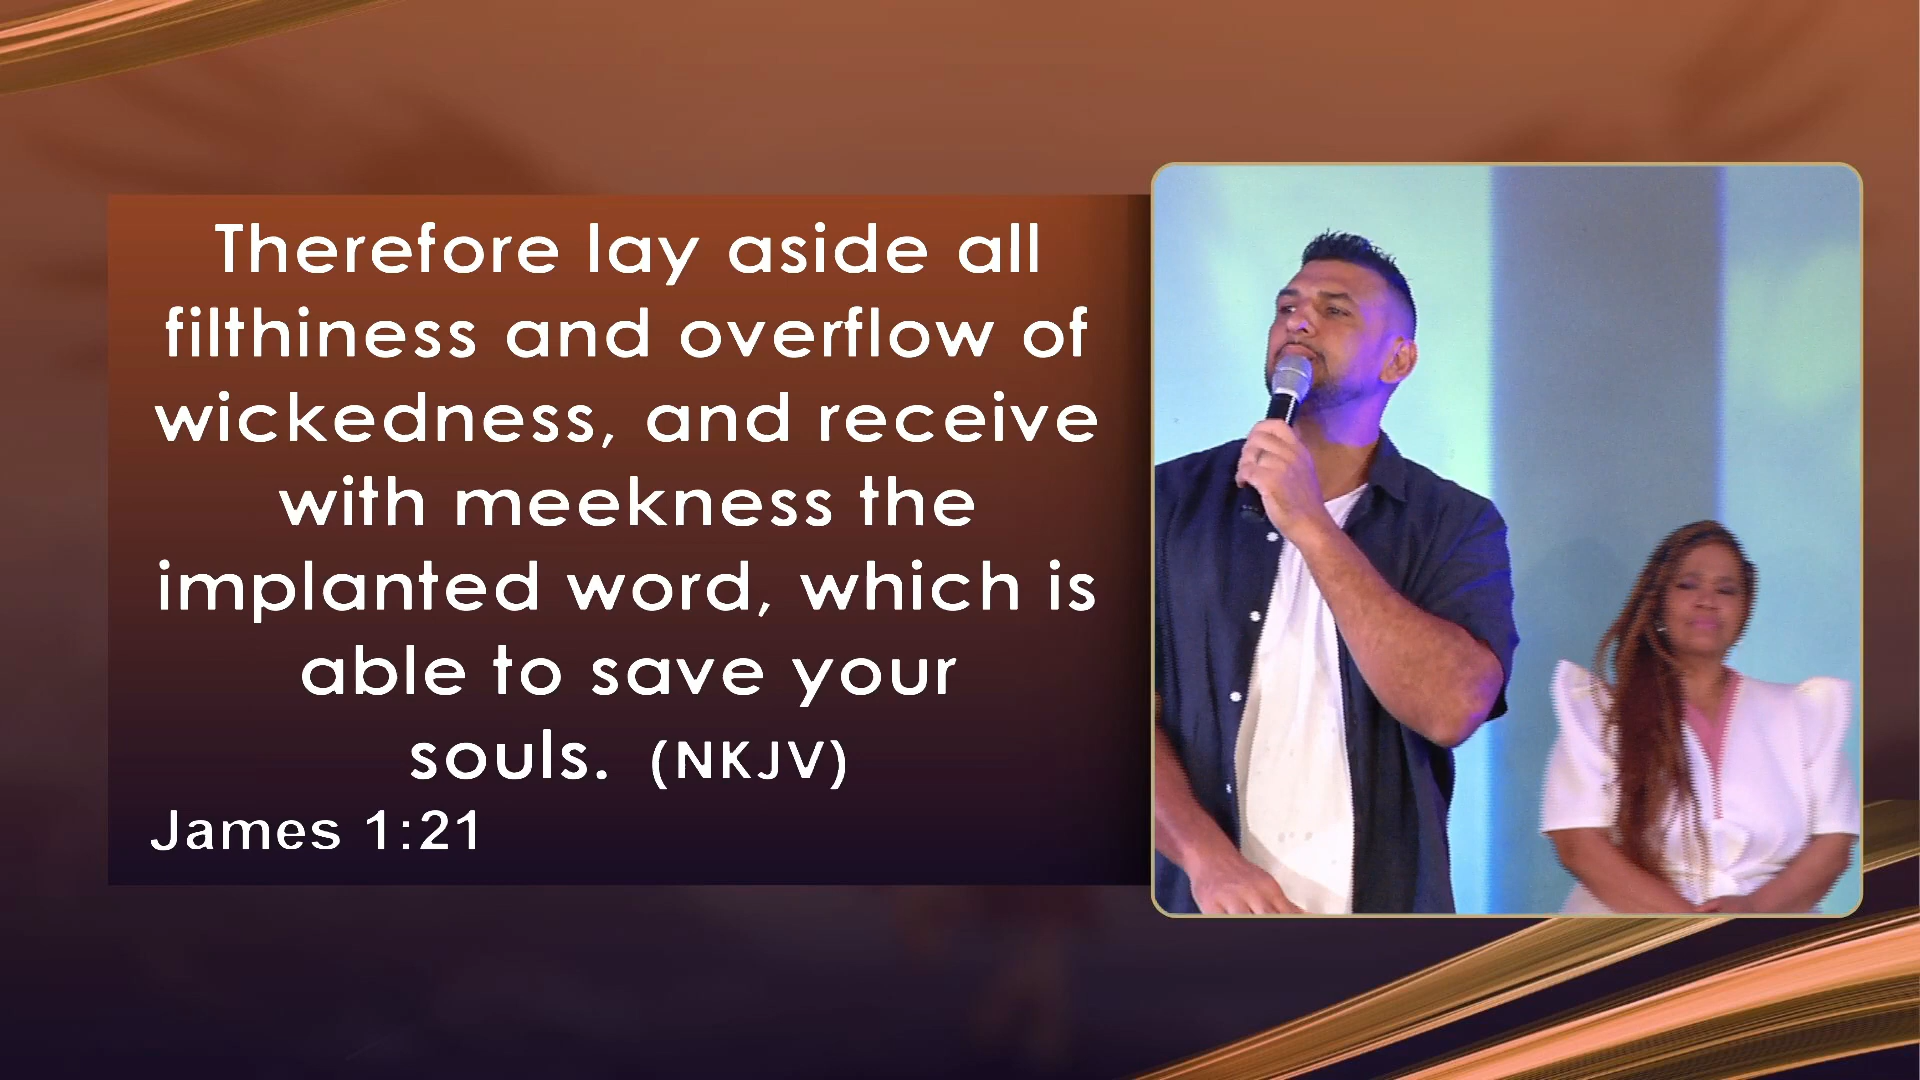 Therefore lay aside all
filthiness and overflow of
wickedness, and receive
with meekness the
implanted word, which is
able to save your
souls. (NKJV)
James 1:21